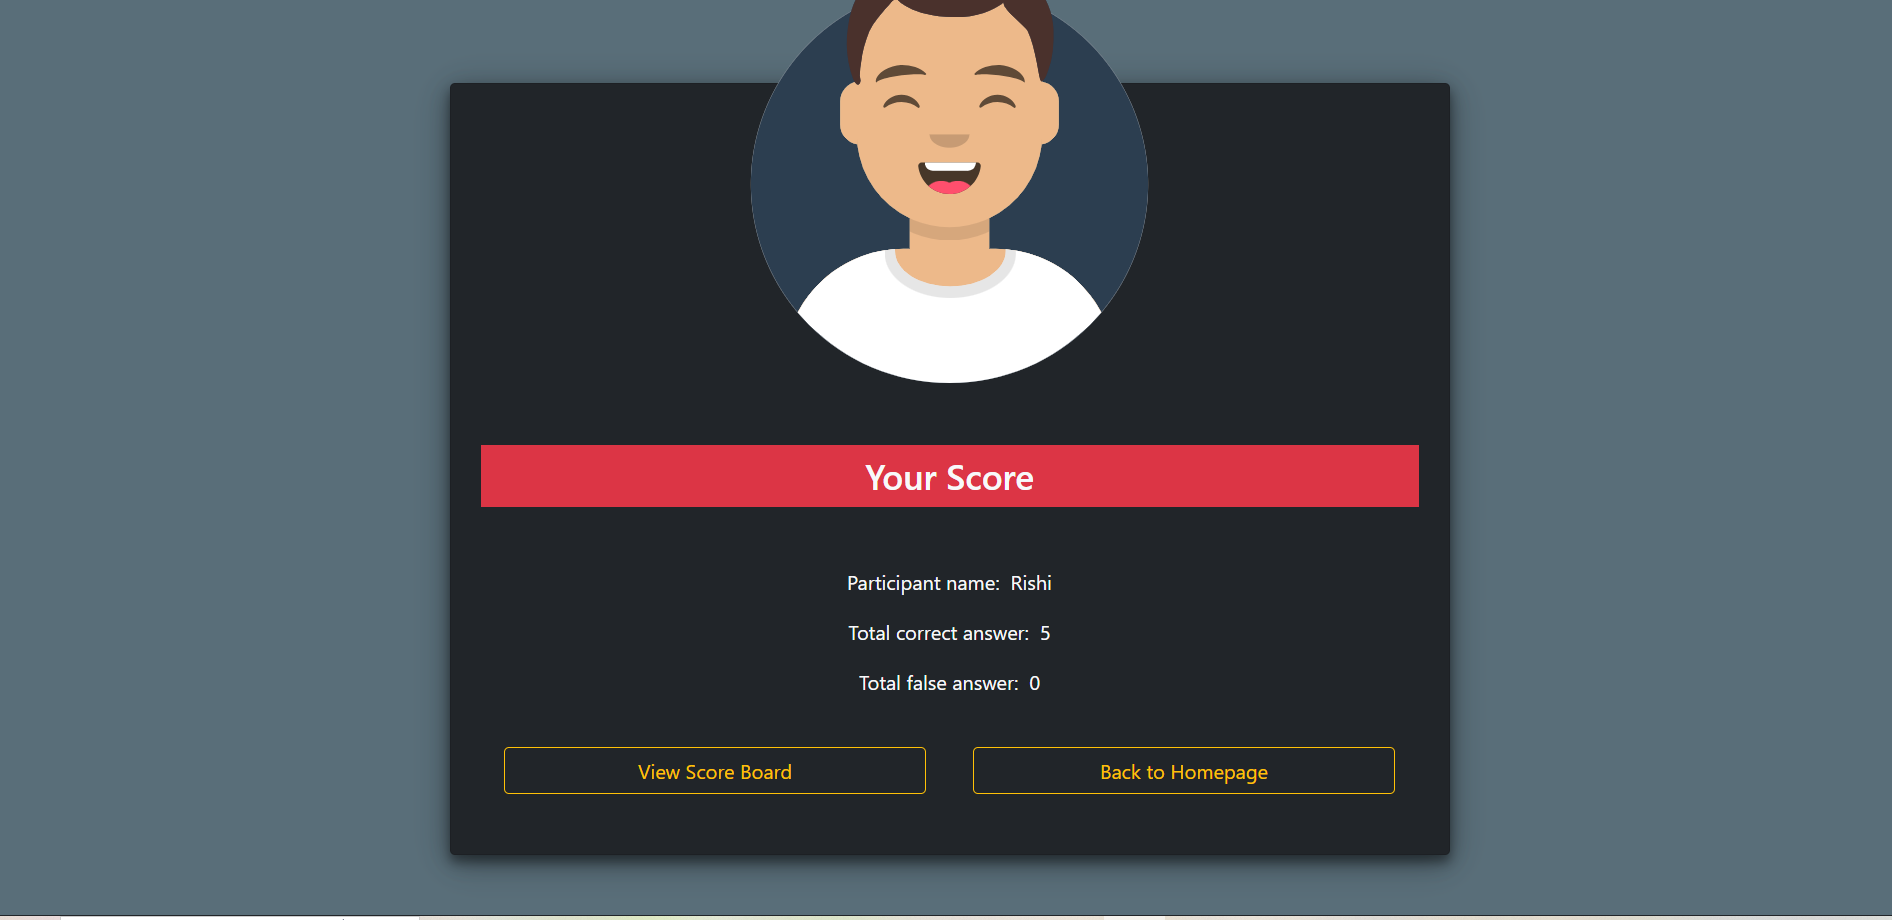 Your Score
Participant name: Rishi
Total correct answer: 5
Total false answer: 0
View Score Board
Back to Homepage